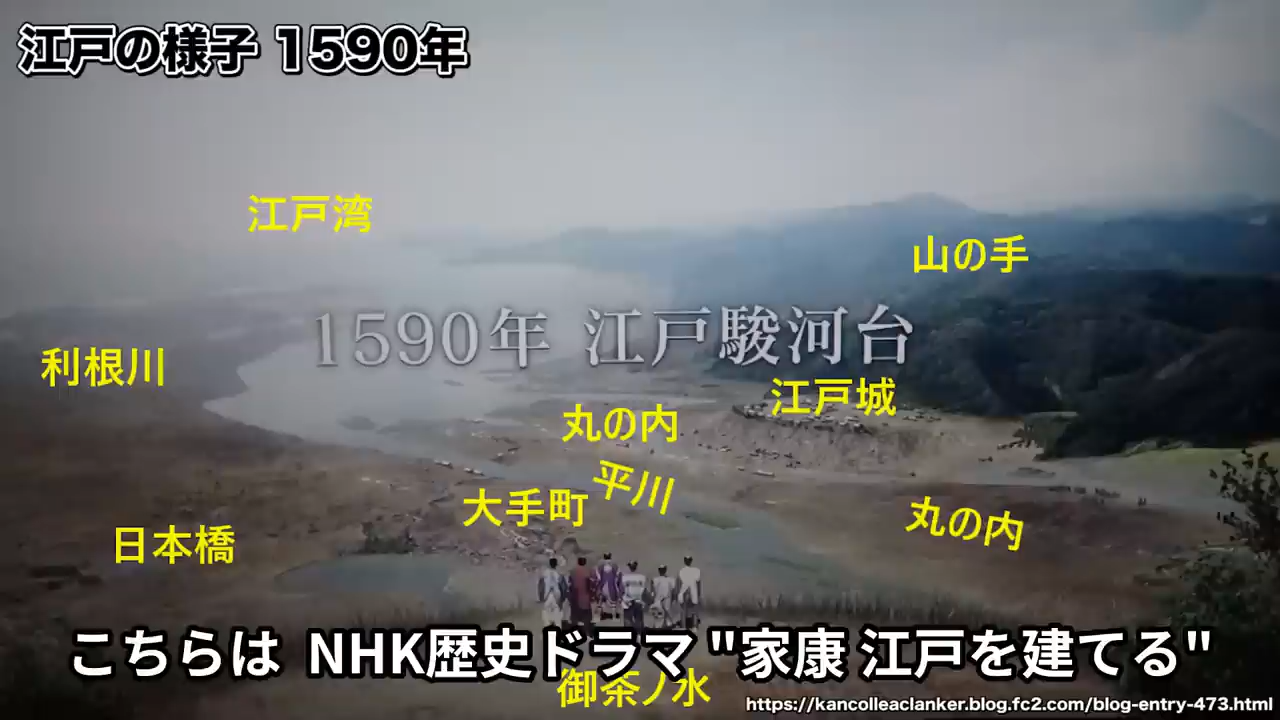 江戸の様子 1590年
江戸湾
山の手
1590年 江戸駿河台
利根川
江戸城
丸の内
平川
大手町
丸の内
日本橋
こちらは NHK歴史ドラマ "家康 江戸を建てる"
御茶ノ水
https://kancolleaclanker.blog.fc2.com/blog-entry-473.html